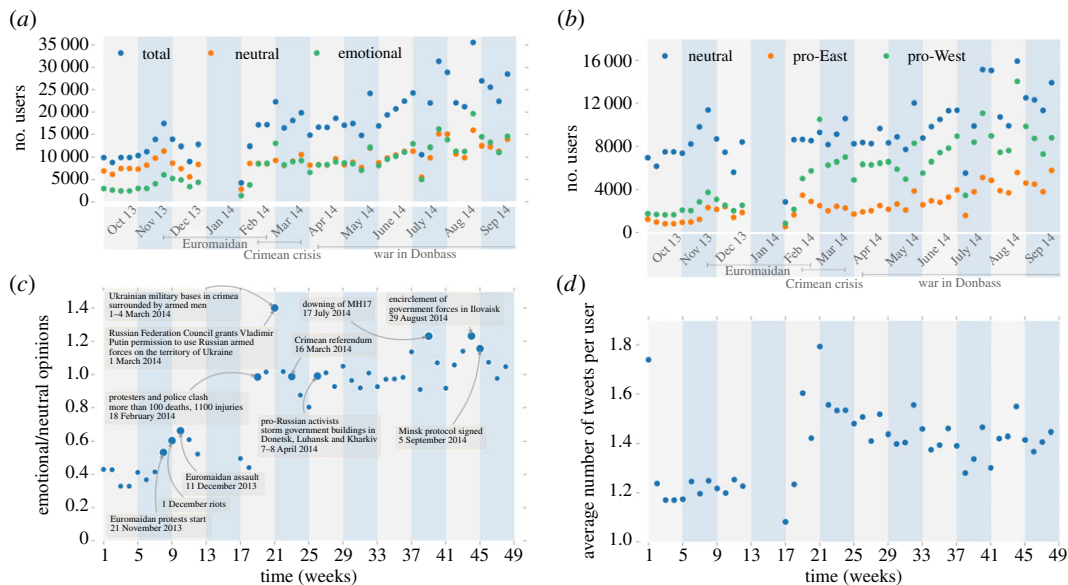 (a)
35 000
30 000
25 000
20 000
15 000
10 000
5000
0
no. users
total
neutral
emotional
Oct 13
Nov 13
Dec 13
Jan 14
Feb 14
Mar 14
Apr 14
May 14
Jun 14
Jul 14
Aug 14
Sep 14
Euromaidan
Crimean crisis
war in Donbass
(b)
16 000
12 000
8000
4000
0
no. users
neutral
pro-East
pro-West
Oct 13
Nov 13
Dec 13
Jan 14
Feb 14
Mar 14
Apr 14
May 14
Jun 14
Jul 14
Aug 14
Sep 14
Euromaidan
Crimean crisis
war in Donbass
(c)
1.4
1.2
1.0
0.8
0.6
0.4
0.2
0
emotional/neutral opinions
Ukrainian military bases in crimea
surrounded by armed men
1–4 March 2014
Russian Federation Council grants Vladimir
Putin permission to use Russian armed
forces on the territory of Ukraine
1 March 2014
protesters and police clash
more than 100 deaths, 1100 injuries
18 February 2014
downing of MH17
17 July 2014
encirclement of
government forces in Ilovaisk
29 August 2014
Crimean referendum
16 March 2014
pro-Russian activists
storm government buildings in
Donetsk, Luhansk and Kharkiv
7–8 April 2014
Minsk protocol signed
5 September 2014
Euromaidan assault
11 December 2013
1 December riots
Euromaidan protests start
21 November 2013
1 5 9 13 17 21 25 29 33 37 41 45 49
time (weeks)
(d)
1.8
1.6
1.4
1.2
1.0
average number of tweets per user
1 5 9 13 17 21 25 29 33 37 41 45 49
time (weeks)